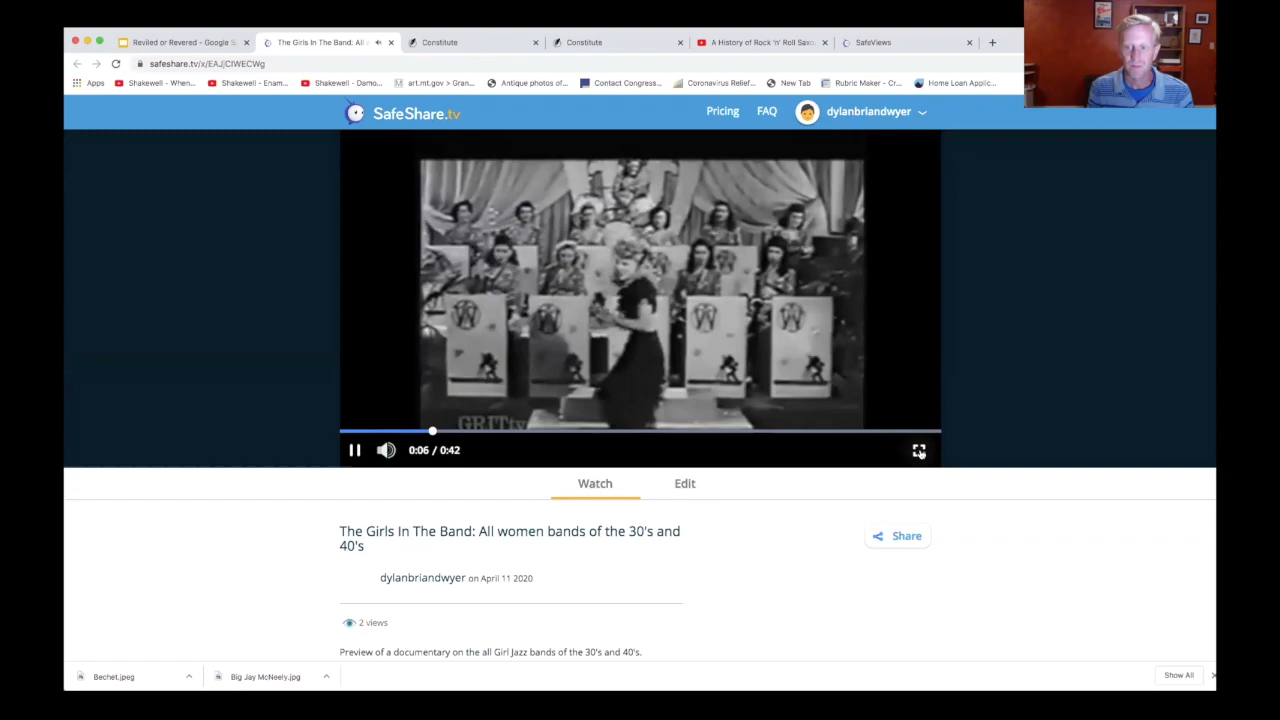 Reviled or Revered - Google S
The Girls In The Band: All
Constitute
Constitute
A History of Rock 'n' Roll Saxo
SafeViews
safeshare.tv/x/EAJjCIWECWg
Apps
Shakewell - When...
Shakewell - Enam...
Shakewell - Damo...
art.mt.gov > Gran...
Antique photos of...
Contact Congress...
Coronavirus Relief...
New Tab
Rubric Maker - Cr...
Home Loan Applic...
SafeShare.tv
Pricing
FAQ
dylanbriandwyer
W
W
W
W
GRITtv
0:06 / 0:42
Watch
Edit
The Girls In The Band: All women bands of the 30's and
40's
Share
dylanbriandwyer on April 11 2020
2 views
Preview of a documentary on the all Girl Jazz bands of the 30's and 40's.
Bechet.jpeg
Big Jay McNeely.jpg
Show All